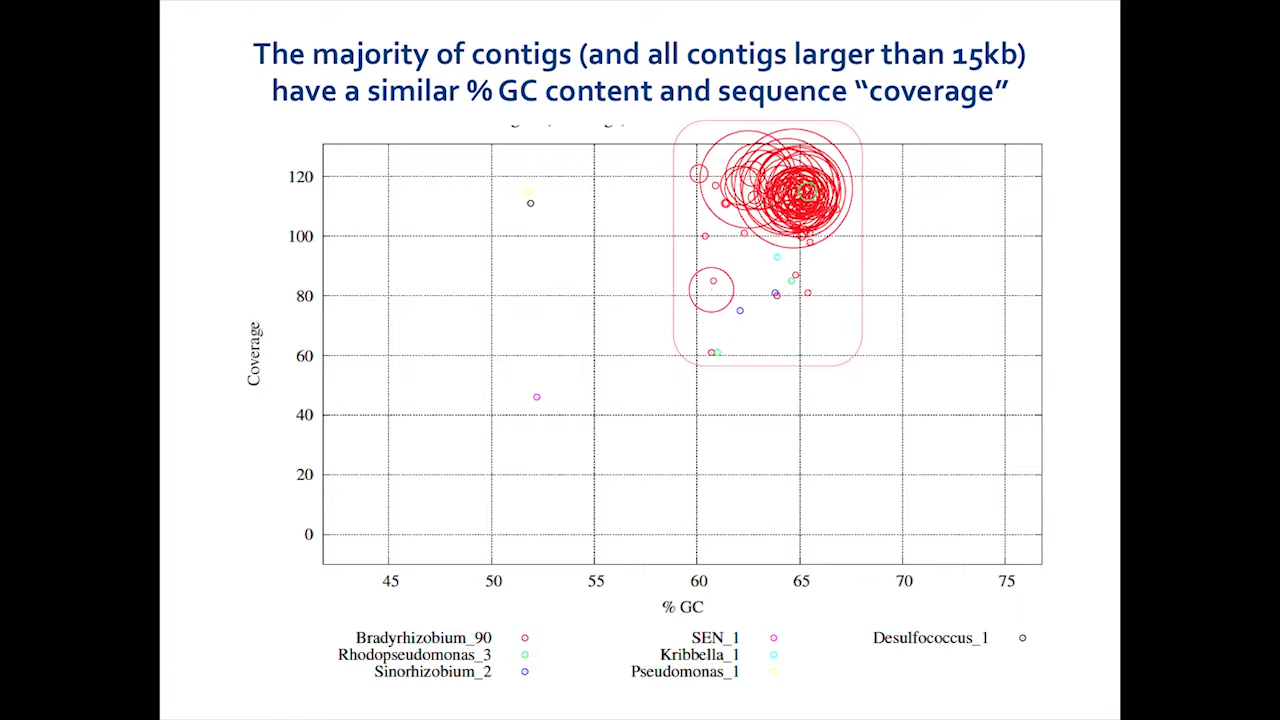 The majority of contigs (and all contigs larger than 15kb)
have a similar % GC content and sequence “coverage”
120
100
80
60
40
20
0
Coverage
45 50 55 60 65 70 75
% GC
Bradyrhizobium_90 SEN_1 Desulfococcus_1
Rhodopseudomonas_3 Kribbella_1
Sinorhizobium_2 Pseudomonas_1